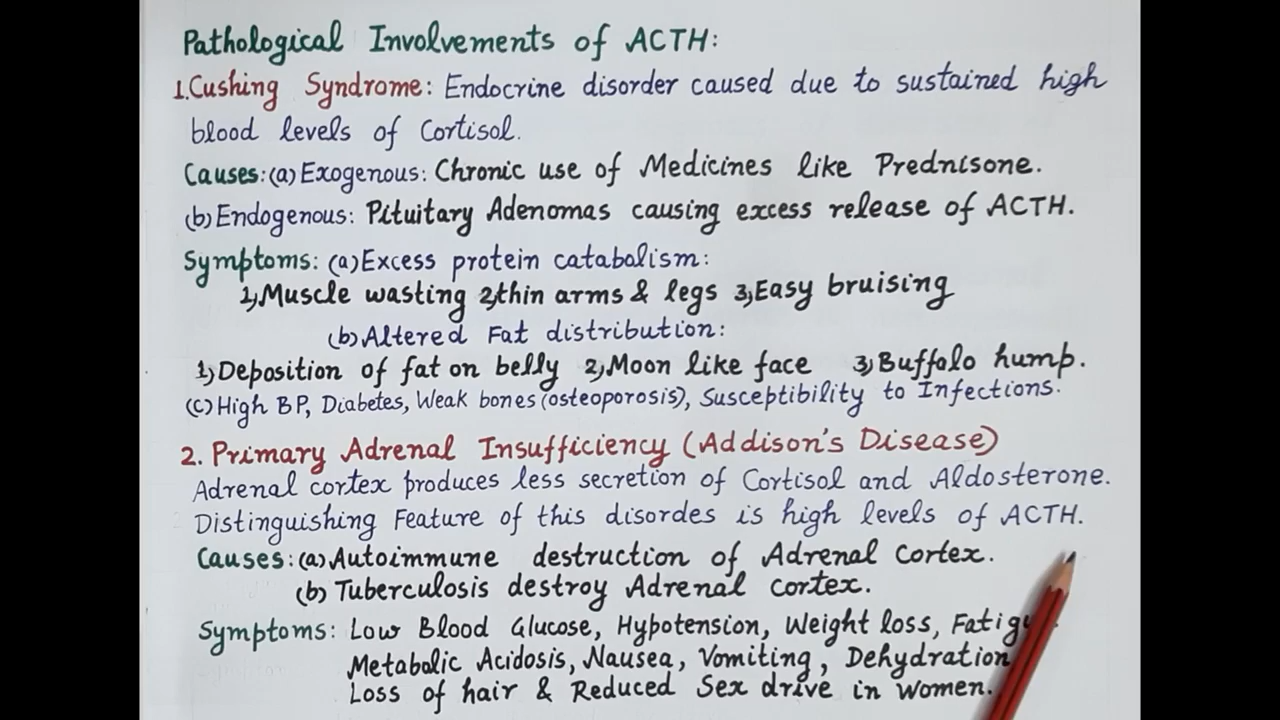 Pathological Involvements of ACTH:
1.Cushing Syndrome: Endocrine disorder caused due to sustained high
blood levels of Cortisol.
Causes:(a)Exogenous: Chronic use of Medicines like Prednisone.
(b)Endogenous: Pituitary Adenomas causing excess release of ACTH.
Symptoms: (a)Excess protein catabolism:
1,Muscle wasting 2,thin arms & legs 3,Easy bruising
(b)Altered Fat distribution:
1,Deposition of fat on belly 2,Moon like face 3,Buffalo hump.
(C) High BP, Diabetes, Weak bones (osteoporosis), Susceptibility to Infections.
2. Primary Adrenal Insufficiency (Addison's Disease)
Adrenal cortex produces less secretion of Cortisol and Aldosterone.
Distinguishing Feature of this disordes is high levels of ACTH.
Causes: (a)Autoimmune destruction of Adrenal Cortex.
(b) Tuberculosis destroy Adrenal cortex.
Symptoms: Low Blood Glucose, Hypotension, Weight loss,
Metabolic Acidosis, Nausea, Vomiting, Dehydration
Loss of hair & Reduced Sex drive in women.